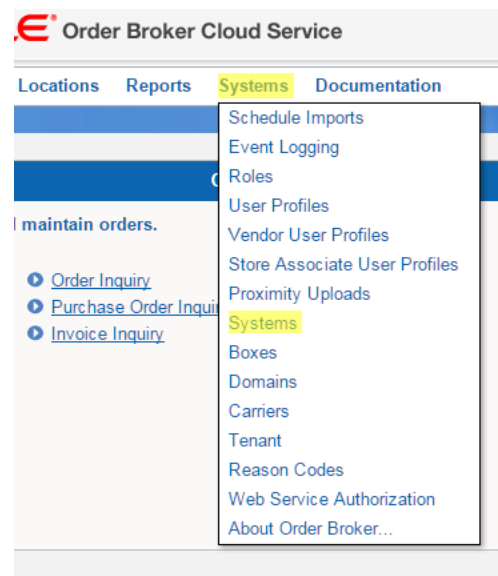 E® Order Broker Cloud Service
Locations Reports Systems Documentation
Schedule Imports
Event Logging
Roles
User Profiles
maintain orders.
Vendor User Profiles
Store Associate User Profiles
Order Inquiry
Proximity Uploads
Purchase Order
Systems
Invoice Inquiry
Boxes
Domains
Carriers
Tenant
Reason Codes
Web Service Authorization
About Order Broker...